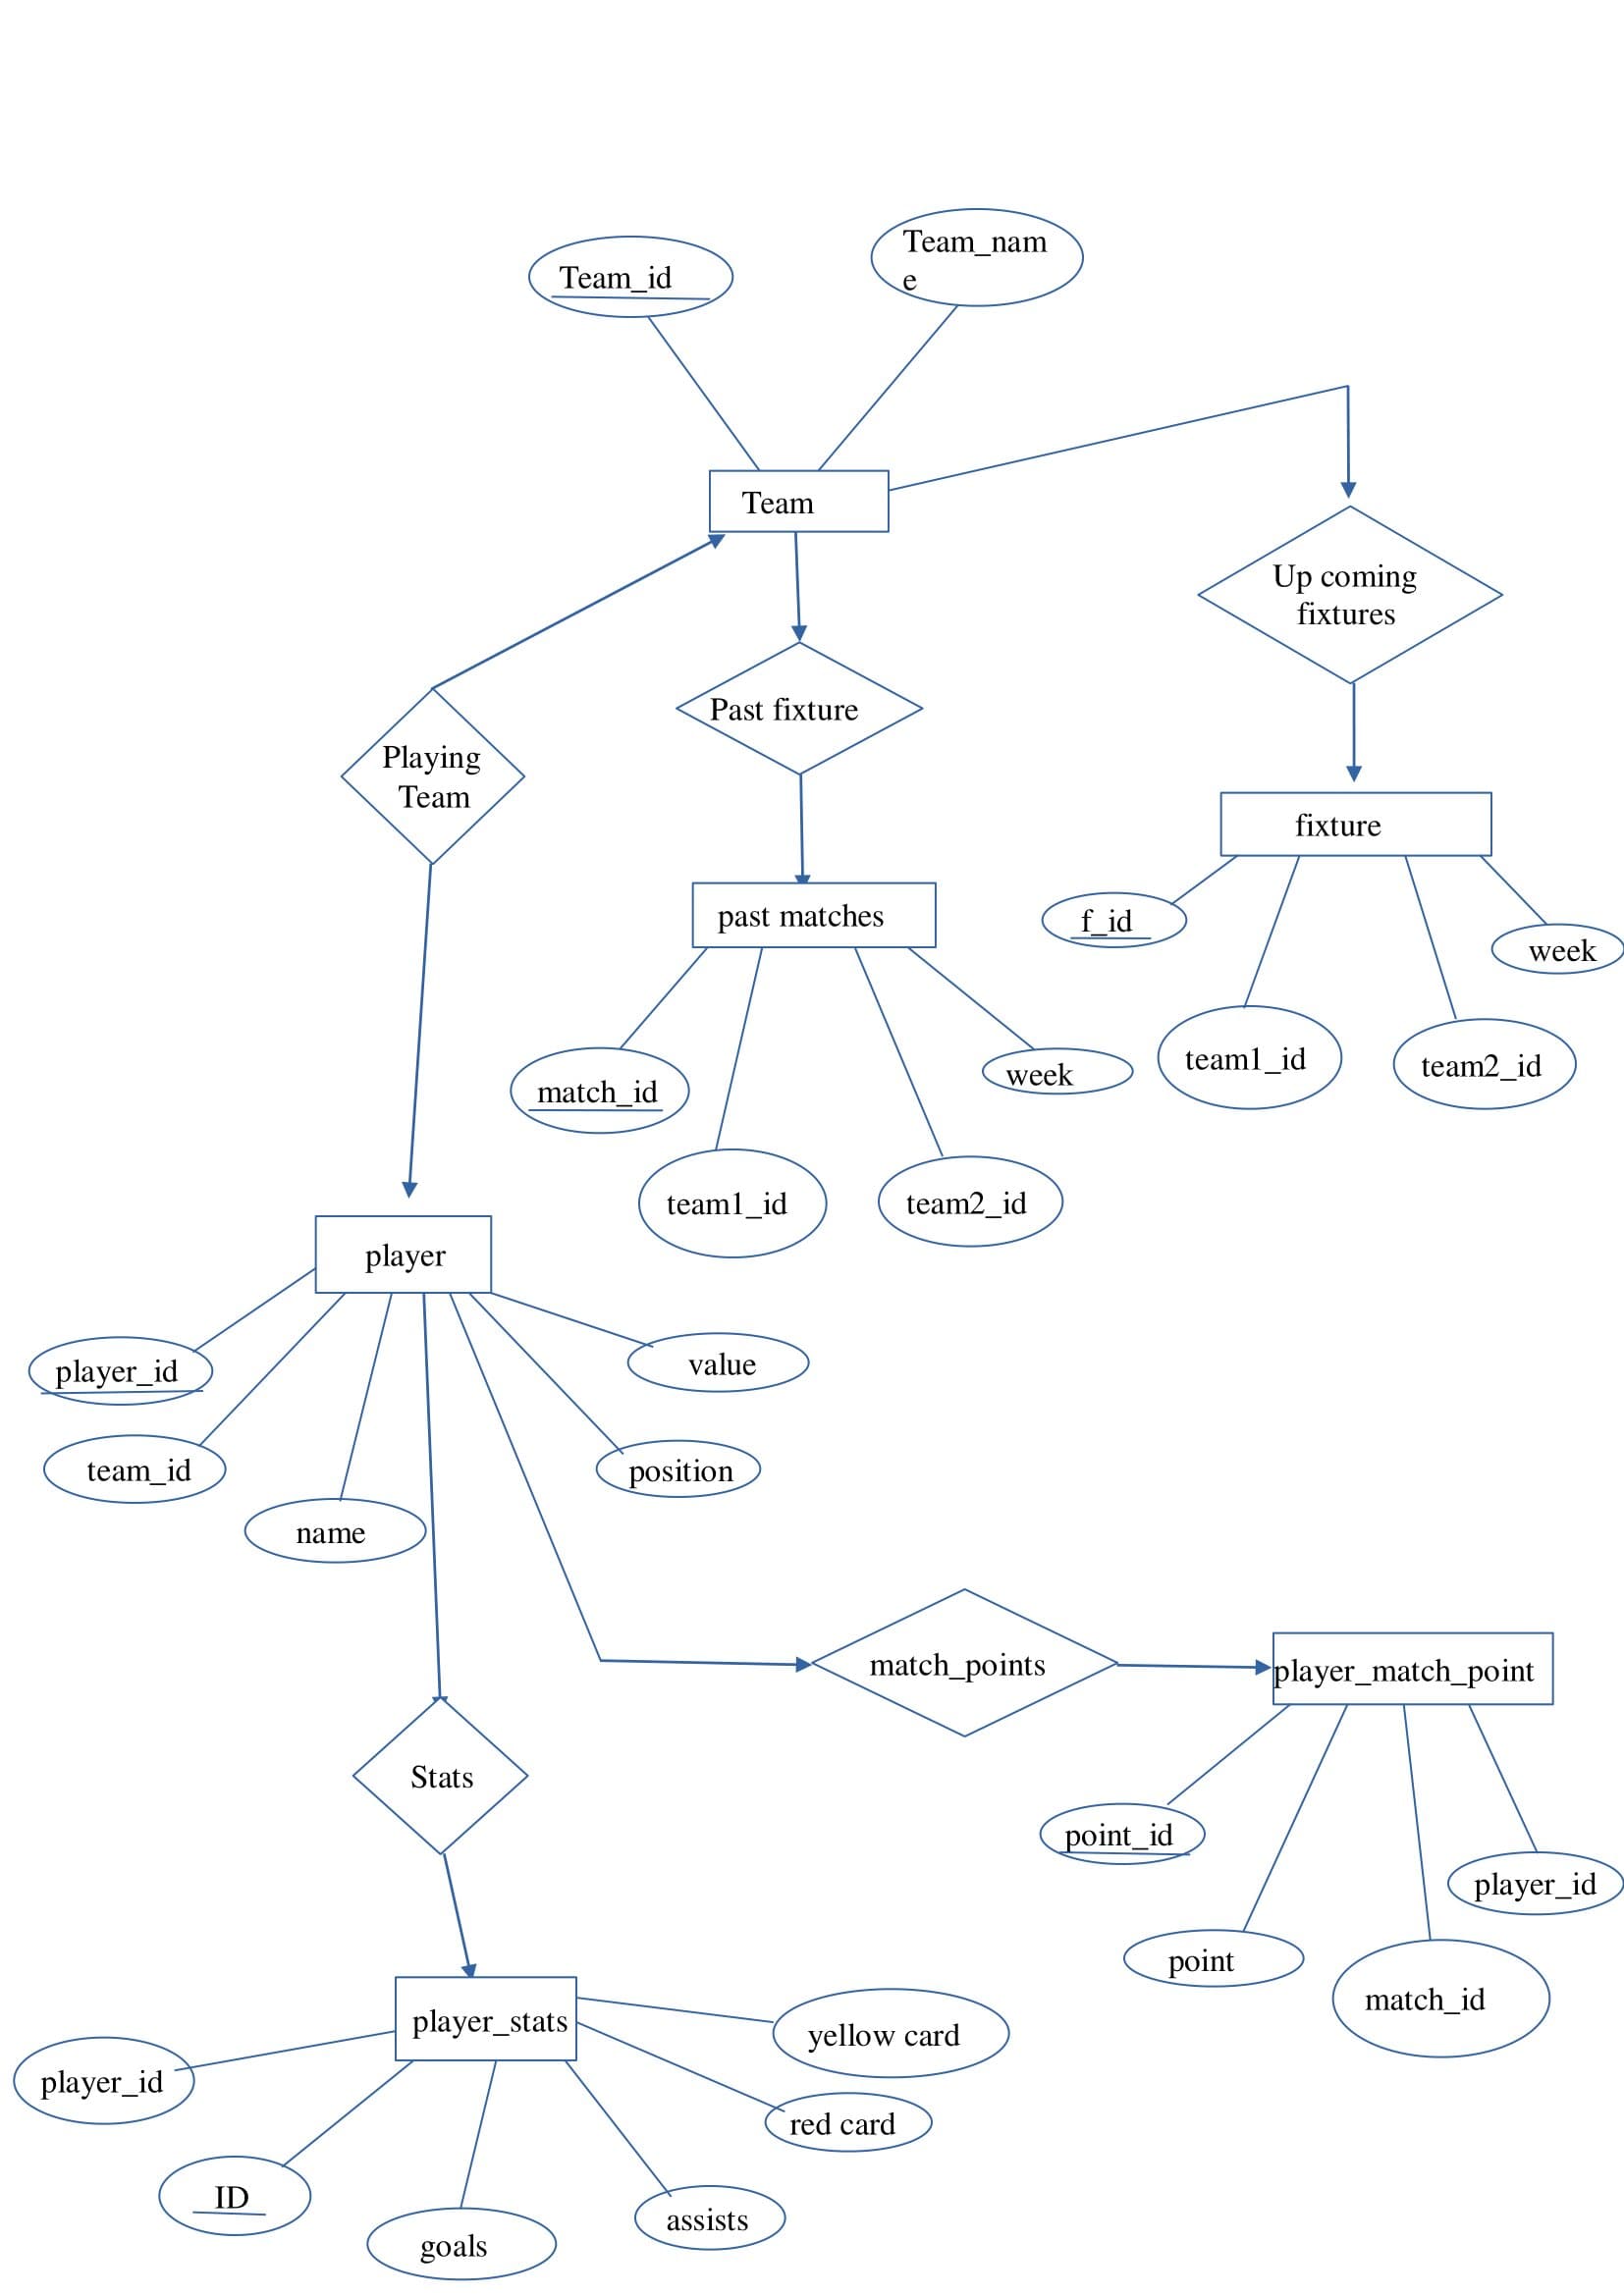 Team_id
Team_nam
e
Team
Up coming
fixtures
Past fixture
Playing
Team
fixture
past matches
f_id
week
team1_id
team2_id
match_id
week
team1_id
team2_id
player
player_id
value
team_id
position
name
match_points
player_match_point
Stats
point_id
player_id
point
match_id
player_stats
yellow card
player_id
red card
ID
assists
goals